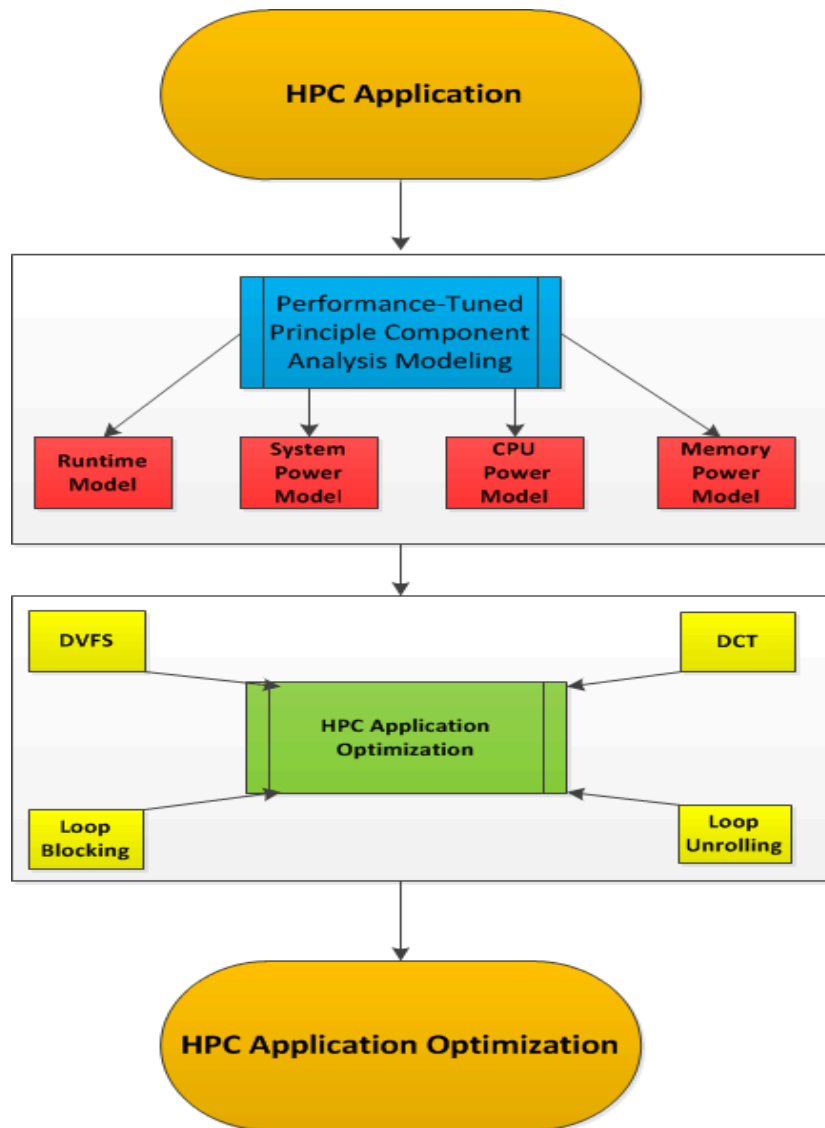 HPC Application
Performance-Tuned
Principle Component
Analysis Modeling
Runtime
Model
System
Power
Model
CPU
Power
Model
Memory
Power
Model
DVFS
DCT
HPC Application
Optimization
Loop
Blocking
Loop
Unrolling
HPC Application Optimization